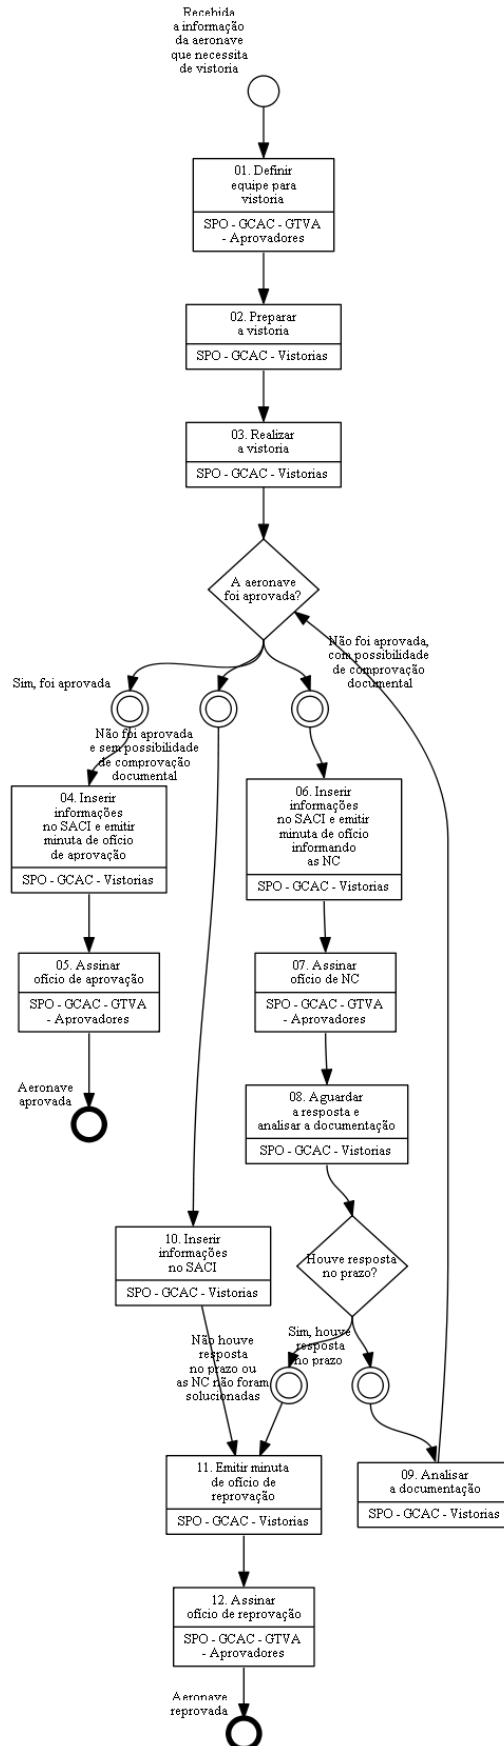 Recebida
a informação
da aeronave
que necessita
de vistoria
01. Definir
equipe para
vistoria
SPO - GCAC - GTVA
- Aprovadores
02. Preparar
a vistoria
SPO - GCAC - Vistorias
03. Realizar
a vistoria
SPO - GCAC - Vistorias
A aeronave
foi aprovada?
Não foi aprovada,
com possibilidade
de comprovação
documental
Sim, foi aprovada
Não foi aprovada
e sem possibilidade
de comprovação
documental
04. Inserir
informações
no SACI e emitir
minuta de ofício
de aprovação
SPO - GCAC - Vistorias
06. Inserir
informações
no SACI e emitir
minuta de ofício
informando
as NC
SPO - GCAC - Vistorias
05. Assinar
ofício de aprovação
SPO - GCAC - GTVA
- Aprovadores
07. Assinar
ofício de NC
SPO - GCAC - GTVA
- Aprovadores
Aeronave
aprovada
08. Aguardar
a resposta e
analisar a documentação
SPO - GCAC - Vistorias
10. Inserir
informações
no SACI
SPO - GCAC - Vistorias
Houve resposta
no prazo?
Não houve
resposta
no prazo ou
as NC não foram
solucionadas
Sim, houve
resposta
no prazo
11. Emitir minuta
de ofício de
reprovação
SPO - GCAC - Vistorias
09. Analisar
a documentação
SPO - GCAC - Vistorias
12. Assinar
ofício de reprovação
SPO - GCAC - GTVA
- Aprovadores
Aeronave
reprovada